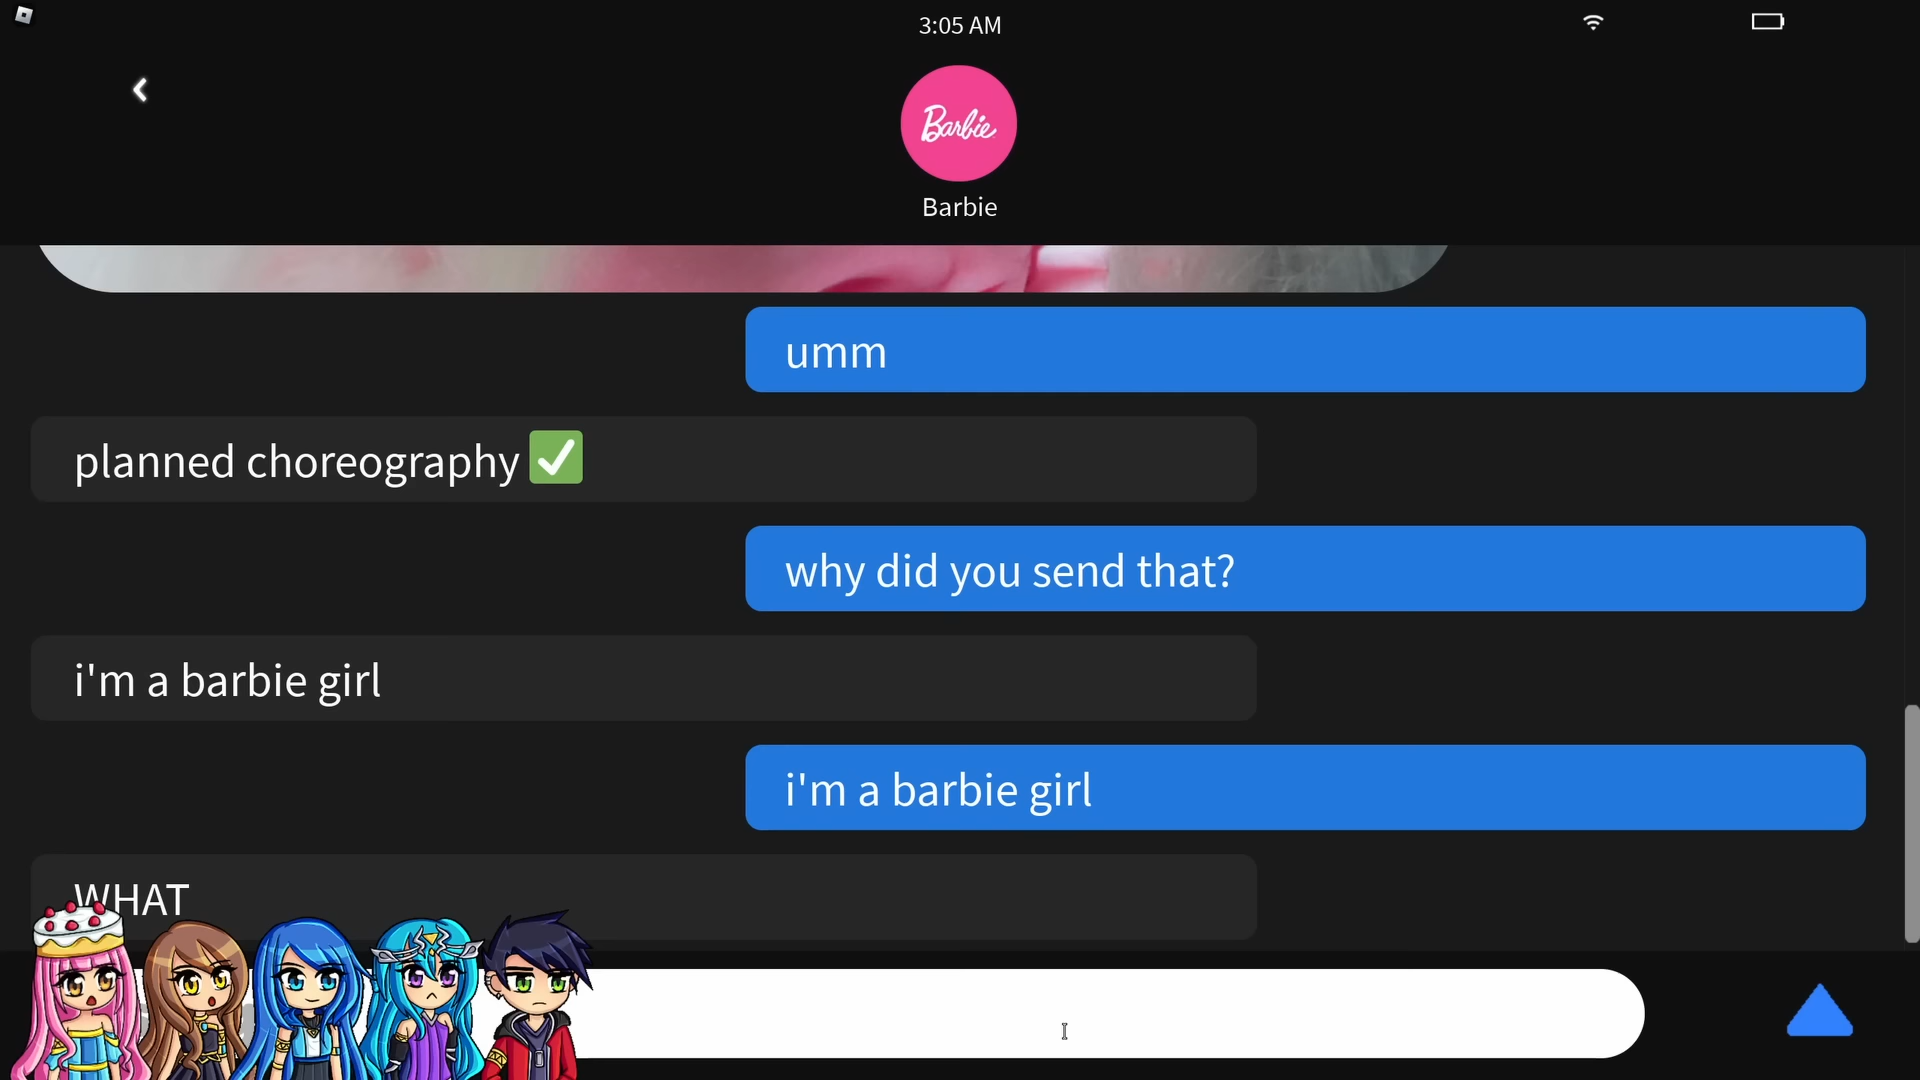 3:05 AM
Barbie
Barbie
umm
planned choreography ✅
why did you send that?
i'm a barbie girl
i'm a barbie girl
WHAT